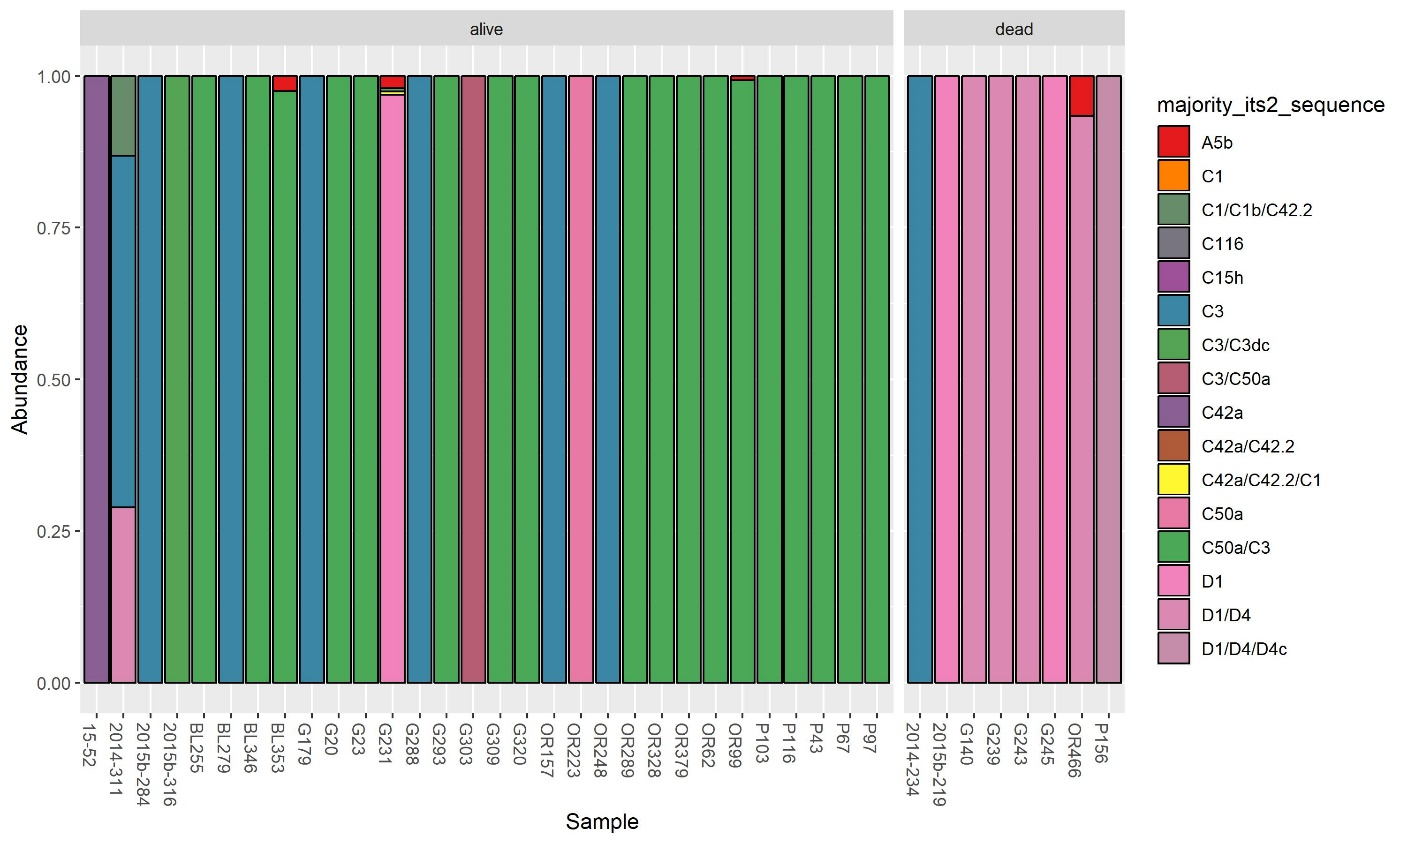 alive
dead
1.00
0.75
0.50
0.25
0.00
Abundance
15-52
2014-311
2015b-284
2015b-316
BL255
BL279
BL346
BL353
G179
G20
G23
G231
G288
G293
G303
G309
G320
OR157
OR223
OR248
OR289
OR328
OR379
OR62
OR99
P103
P116
P43
P67
P97
2014-234
2015b-219
G140
G239
G243
G245
OR466
P156
Sample
majority_its2_sequence
A5b
C1
C1/C1b/C42.2
C116
C15h
C3
C3/C3dc
C3/C50a
C42a
C42a/C42.2
C42a/C42.2/C1
C50a
C50a/C3
D1
D1/D4
D1/D4/D4c